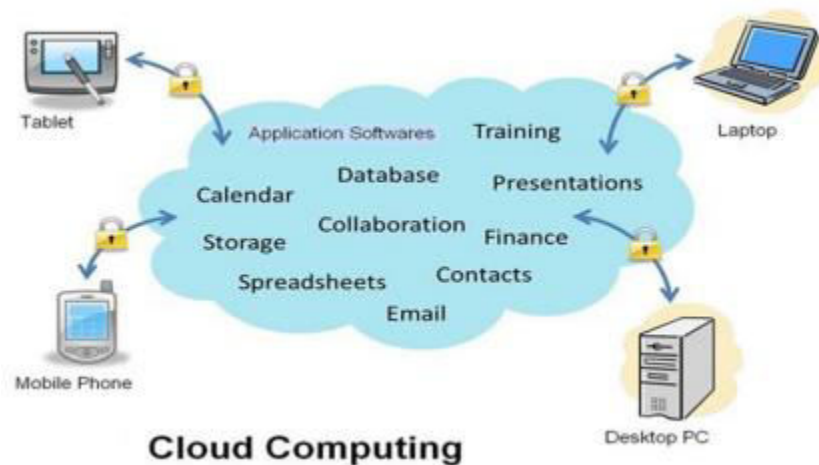 Tablet
Laptop
Application Softwares
Training
Database
Presentations
Calendar
Collaboration
Finance
Storage
Contacts
Spreadsheets
Email
Mobile Phone
Desktop PC
Cloud Computing